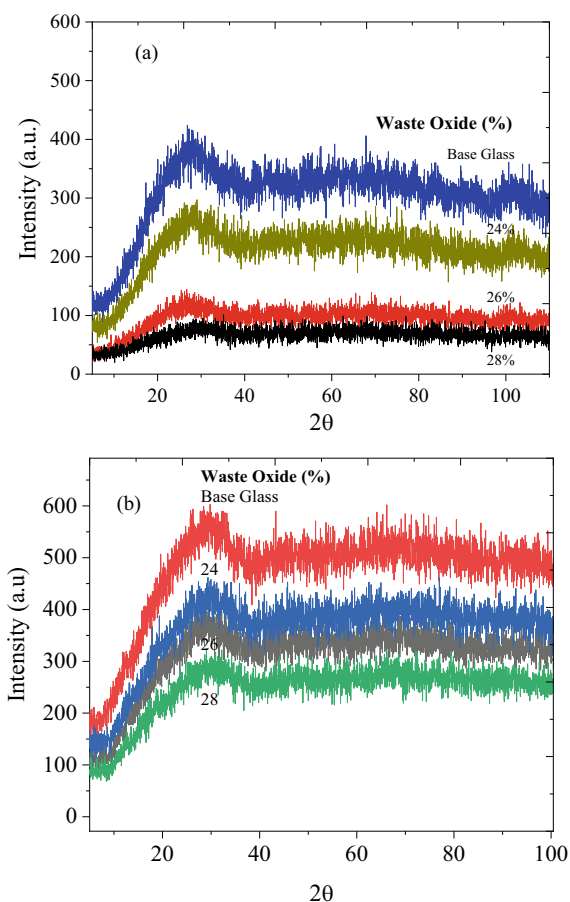 600
(a)
500
Waste Oxide (%)
400
Base Glass
300
24%
200
26%
100
28%
0
20 40 60 80 100
Intensity (a.u.)
2θ
Waste Oxide (%)
(b)
Base Glass
600
500
24
400
300
26
28
200
100
0
20 40 60 80 100
Intensity (a.u)
2θ